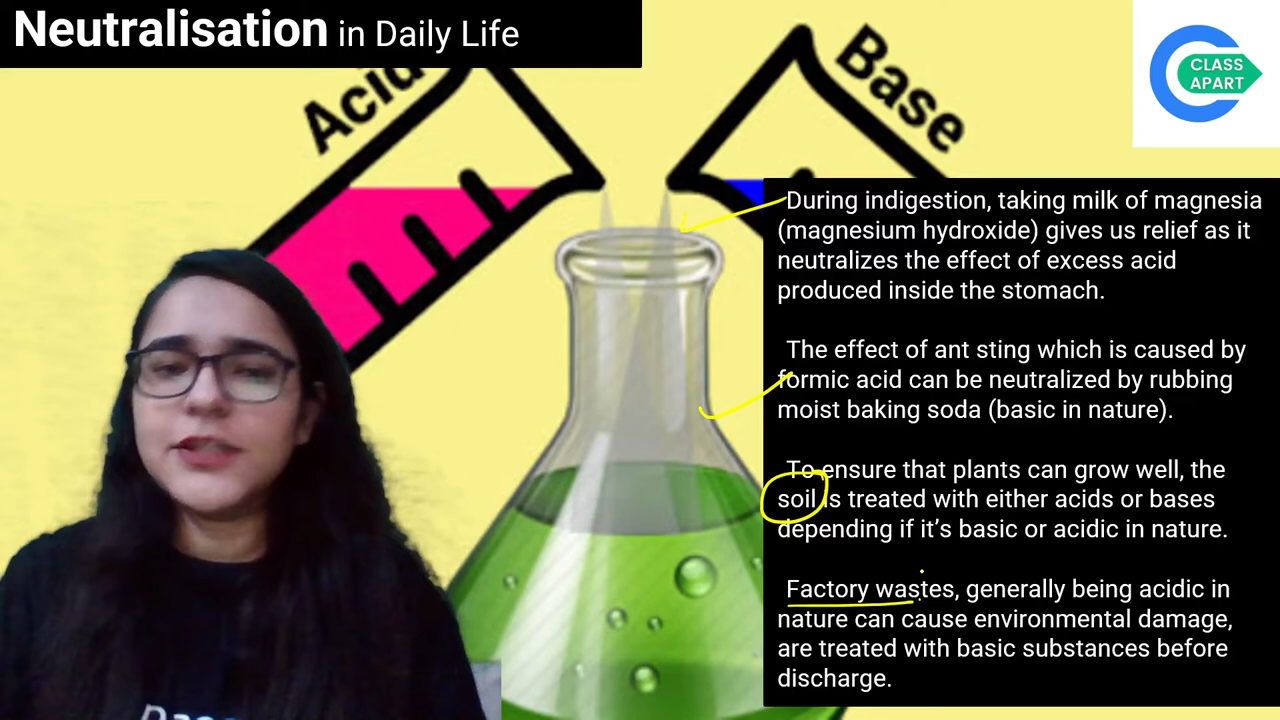 Neutralisation in Daily Life
Acid
Base
CLASS
APART
During indigestion, taking milk of magnesia
(magnesium hydroxide) gives us relief as it
neutralizes the effect of excess acid
produced inside the stomach.
The effect of ant sting which is caused by
formic acid can be neutralized by rubbing
moist baking soda (basic in nature).
To ensure that plants can grow well, the
soil is treated with either acids or bases
depending if it’s basic or acidic in nature.
Factory wastes, generally being acidic in
nature can cause environmental damage,
are treated with basic substances before
discharge.